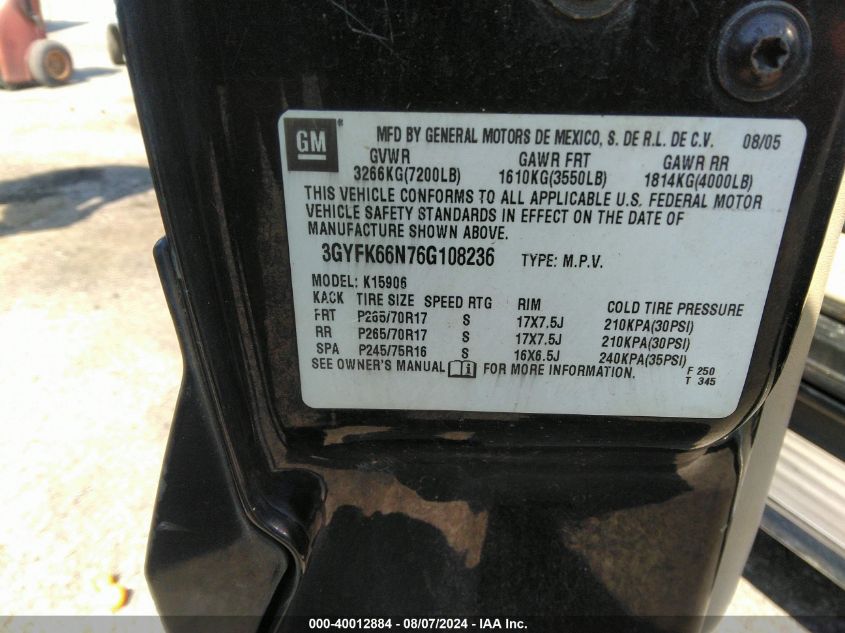 GM ®
MFD BY GENERAL MOTORS DE MEXICO, S. DE R.L. DE C.V. 08/05
GVWR GAWR FRT GAWR RR
3266KG(7200LB) 1610KG(3550LB) 1814KG(4000LB)
THIS VEHICLE CONFORMS TO ALL APPLICABLE U.S. FEDERAL MOTOR
VEHICLE SAFETY STANDARDS IN EFFECT ON THE DATE OF
MANUFACTURE SHOWN ABOVE.
3GYFK66N76G108236 TYPE: M.P.V.
MODEL: K15906
KACK TIRE SIZE SPEED RTG RIM COLD TIRE PRESSURE
FRT P265/70R17 S 17X7.5J 210KPA(30PSI)
RR P265/70R17 S 17X7.5J 210KPA(30PSI)
SPA P245/75R16 S 16X6.5J 240KPA(35PSI)
SEE OWNER'S MANUAL i FOR MORE INFORMATION. F 250
T 345
000-40012884 - 08/07/2024 - IAA Inc.